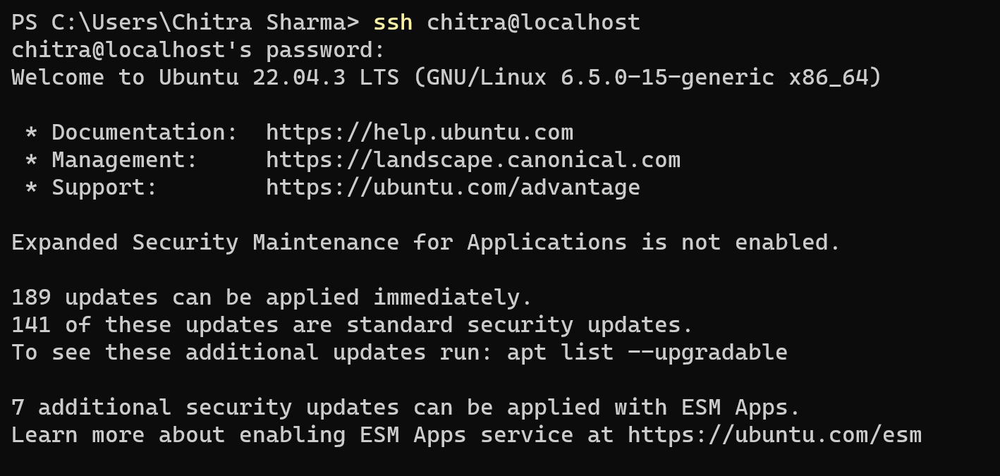 PS C:\Users\Chitra Sharma> ssh chitra@localhost
chitra@localhost's password:
Welcome to Ubuntu 22.04.3 LTS (GNU/Linux 6.5.0-15-generic x86_64)

 * Documentation:  https://help.ubuntu.com
 * Management:     https://landscape.canonical.com
 * Support:        https://ubuntu.com/advantage

Expanded Security Maintenance for Applications is not enabled.

189 updates can be applied immediately.
141 of these updates are standard security updates.
To see these additional updates run: apt list --upgradable

7 additional security updates can be applied with ESM Apps.
Learn more about enabling ESM Apps service at https://ubuntu.com/esm